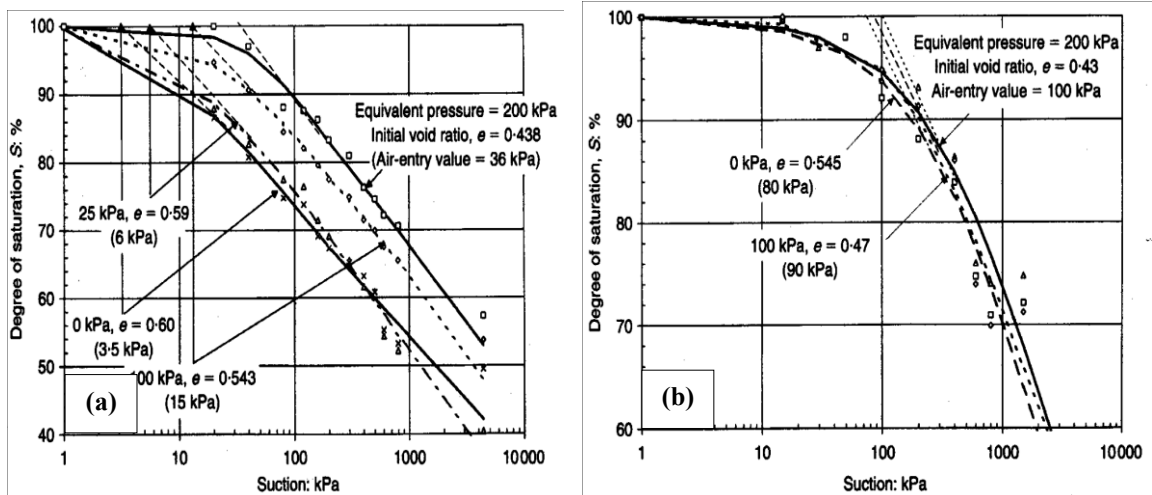 100
90
80
70
60
50
40
Degree of saturation, S: %
Equivalent pressure = 200 kPa
Initial void ratio, e = 0·438
(Air-entry value = 36 kPa)
25 kPa, e = 0·59
(6 kPa)
0 kPa, e = 0·60
(3·5 kPa)
00 kPa, e = 0·543
(15 kPa)
(a)
1
10
100
1000
10000
Suction: kPa
100
90
80
70
60
Degree of saturation, S: %
Equivalent pressure = 200 kPa
Initial void ratio, e = 0·43
Air-entry value = 100 kPa
0 kPa, e = 0·545
(80 kPa)
100 kPa, e = 0·47
(90 kPa)
(b)
1
10
100
1000
10000
Suction: kPa